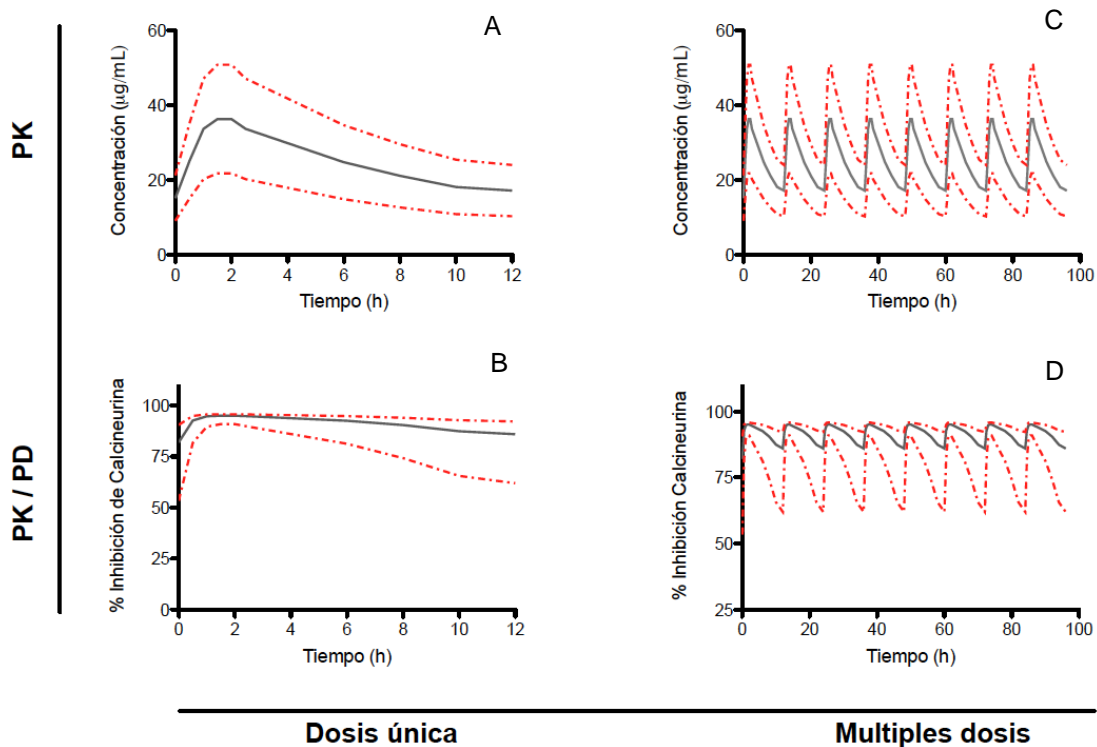 PK
A
Concentración (µg/mL)
60
40
20
0
0 2 4 6 8 10 12
Tiempo (h)
C
Concentración (µg/mL)
60
40
20
0
0 20 40 60 80 100
Tiempo (h)
PK / PD
B
% Inhibición de Calcineurina
100
75
50
25
0
0 2 4 6 8 10 12
Tiempo (h)
D
% Inhibición Calcineurina
100
75
50
25
0 20 40 60 80 100
Tiempo (h)
Dosis única
Multiples dosis